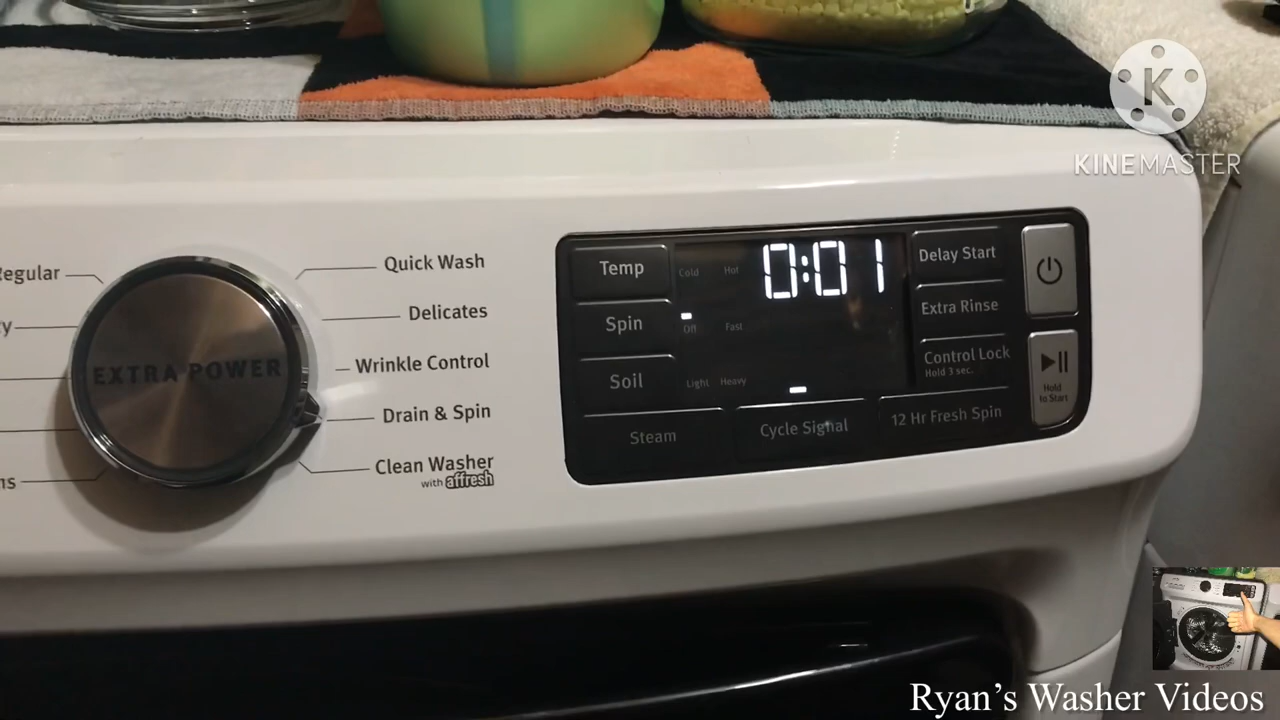 K
KINEMASTER
Regular
Quick Wash
Delicates
Wrinkle Control
Drain & Spin
Clean Washer
with affresh
EXTRA POWER
Temp
Cold Hot
0:01
Spin
Off Fast
Soil
Light Heavy
Steam
Cycle Signal
12 Hr Fresh Spin
Delay Start
Extra Rinse
Control Lock
Hold 3 sec.
Hold
to Start
Ryan's Washer Videos